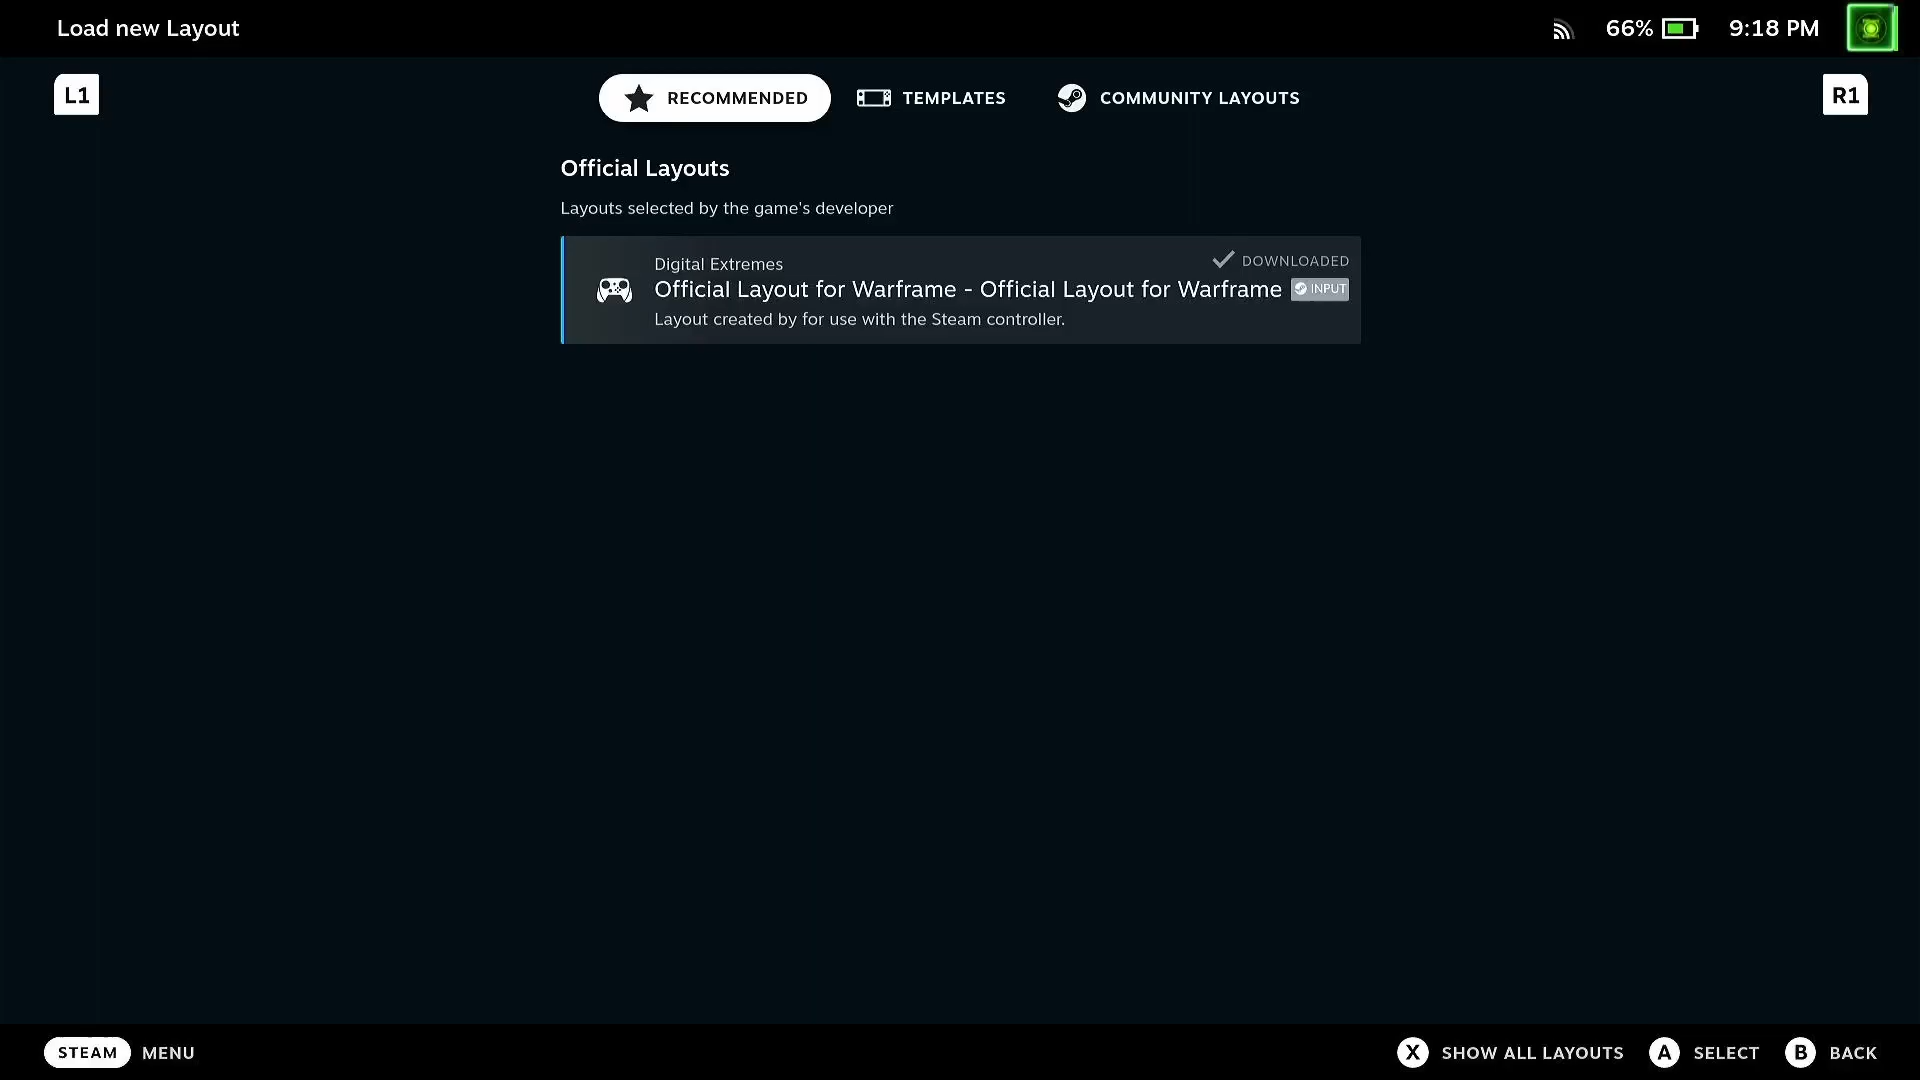 Load new Layout
66%
9:18 PM
L1
RECOMMENDED
TEMPLATES
COMMUNITY LAYOUTS
R1
Official Layouts
Layouts selected by the game's developer
Digital Extremes
DOWNLOADED
Official Layout for Warframe - Official Layout for Warframe
INPUT
Layout created by for use with the Steam controller.
STEAM MENU
X SHOW ALL LAYOUTS
A SELECT
B BACK